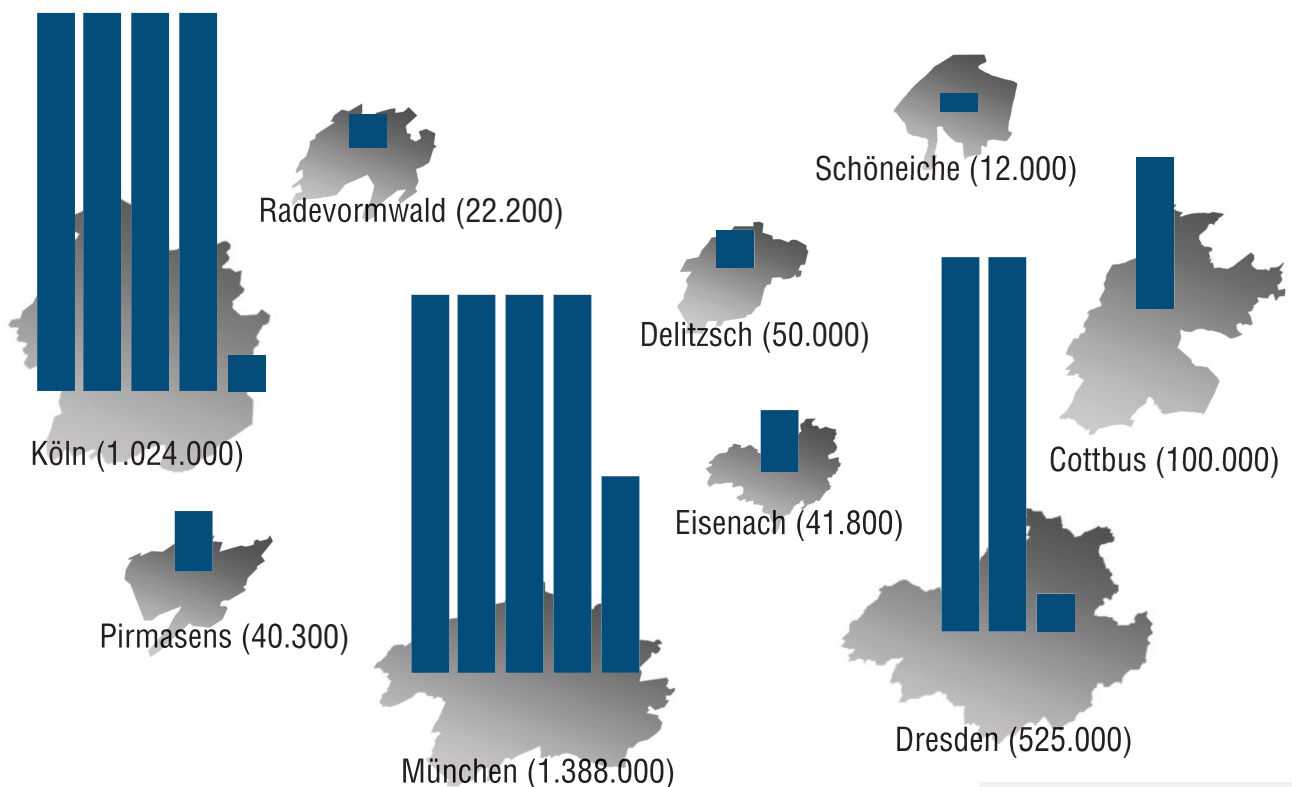 Schöneiche (12.000)
Radevormwald (22.200)
Delitzsch (50.000)
Köln (1.024.000)
Cottbus (100.000)
Eisenach (41.800)
Pirmasens (40.300)
Dresden (525.000)
München (1.388.000)